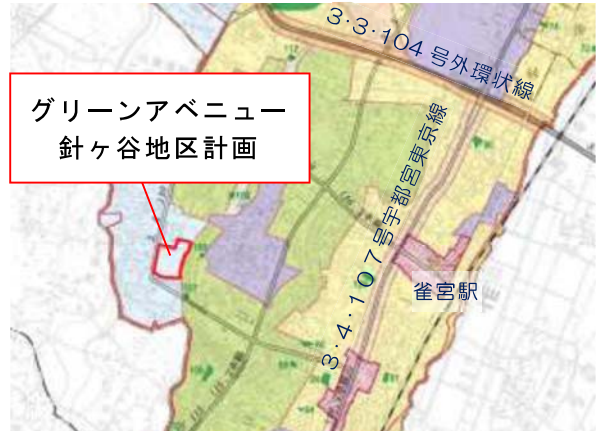 3・3・104号外環状線
グリーンアベニュー
針ヶ谷地区計画
3・4・107号宇都宮東京線
雀宮駅